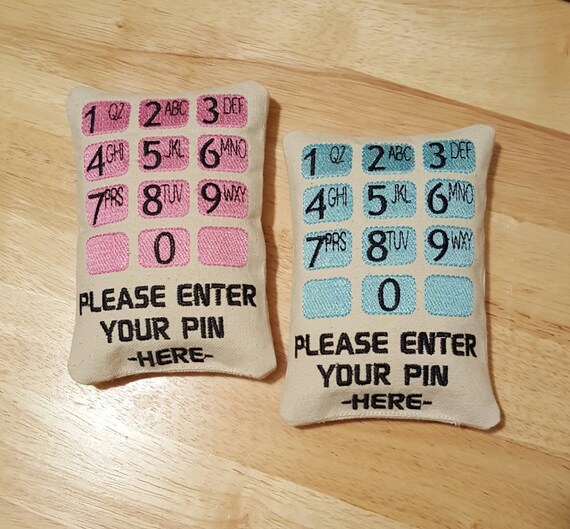 1 QZ 2 ABC 3 DEF
4 GHI 5 JKL 6 MNO
7 PRS 8 TUV 9 WXY
0
PLEASE ENTER
YOUR PIN
-HERE-
1 QZ 2 ABC 3 DEF
4 GHI 5 JKL 6 MNO
7 PRS 8 TUV 9 WXY
0
PLEASE ENTER
YOUR PIN
-HERE-